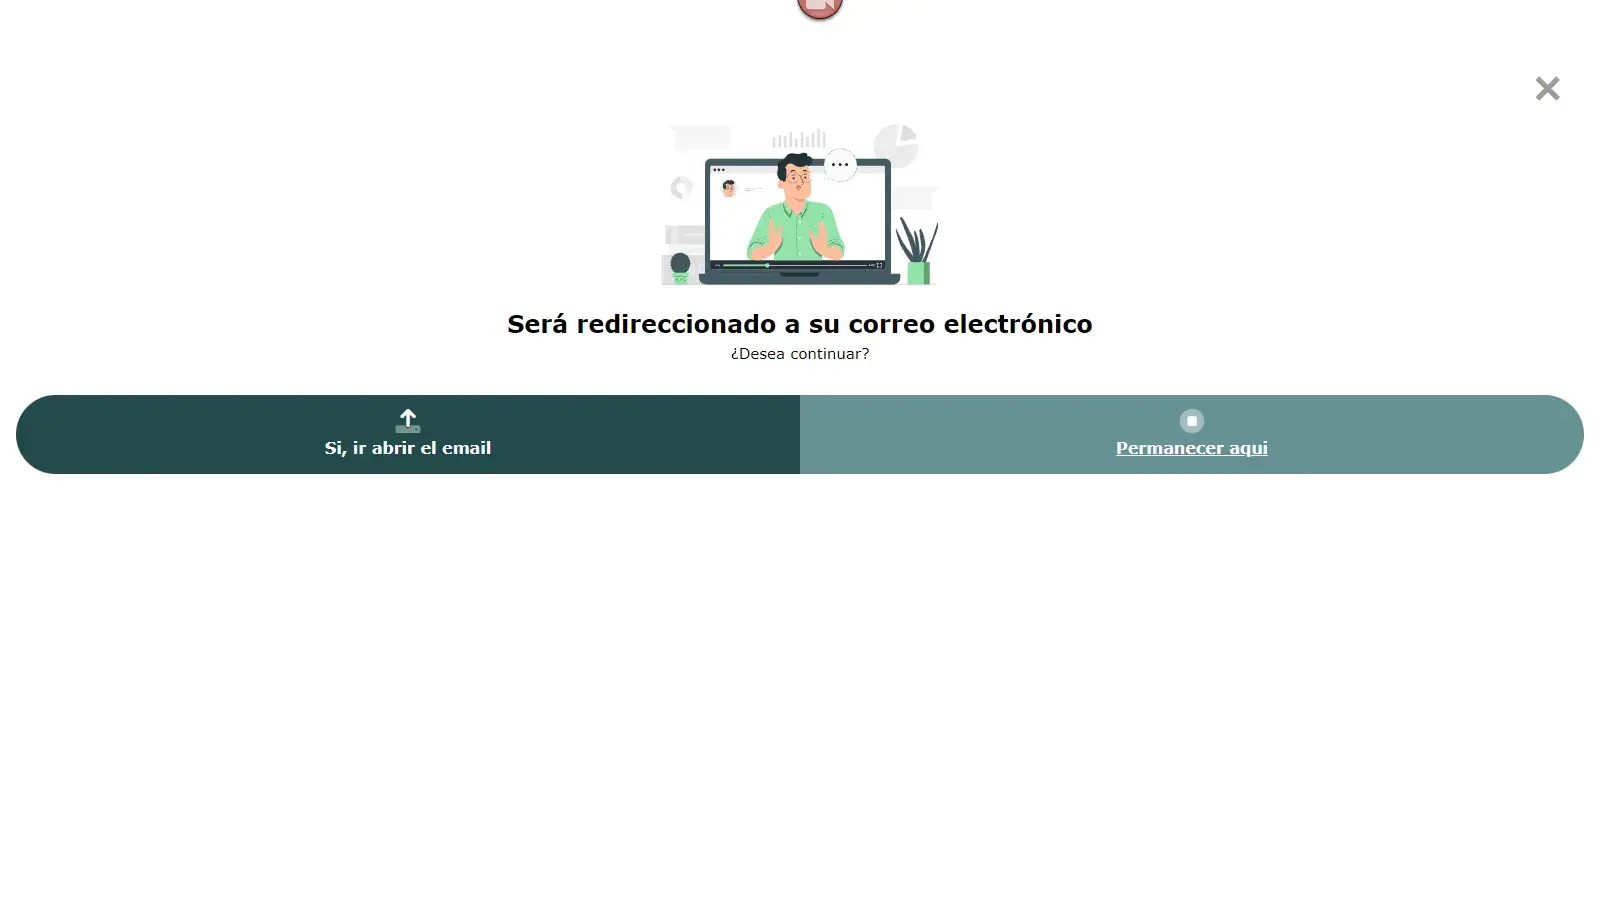 Será redireccionado a su correo electrónico
¿Desea continuar?
Si, ir abrir el email
Permanecer aqui